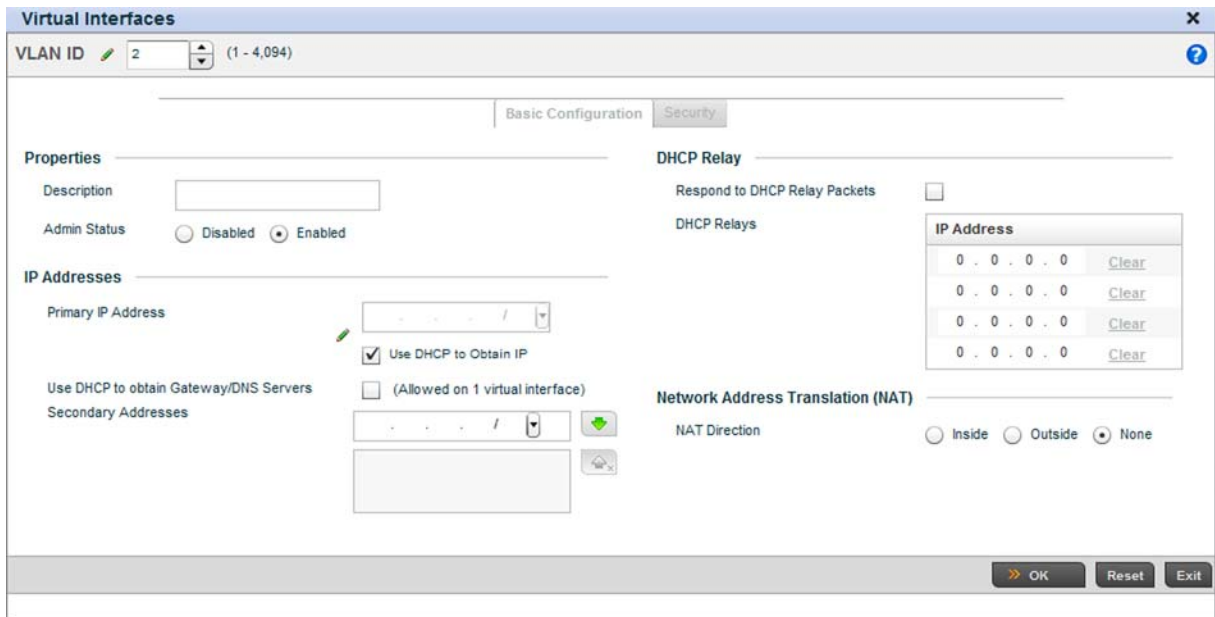 Virtual Interfaces
VLAN ID 2 (1 - 4,094)
Basic Configuration Security
Properties
Description
Admin Status Disabled Enabled
IP Addresses
Primary IP Address . . . /
Use DHCP to Obtain IP
Use DHCP to obtain Gateway/DNS Servers (Allowed on 1 virtual interface)
Secondary Addresses . . . /
DHCP Relay
Respond to DHCP Relay Packets
DHCP Relays
IP Address
0 . 0 . 0 . 0 Clear
0 . 0 . 0 . 0 Clear
0 . 0 . 0 . 0 Clear
0 . 0 . 0 . 0 Clear
Network Address Translation (NAT)
NAT Direction Inside Outside None
OK Reset Exit